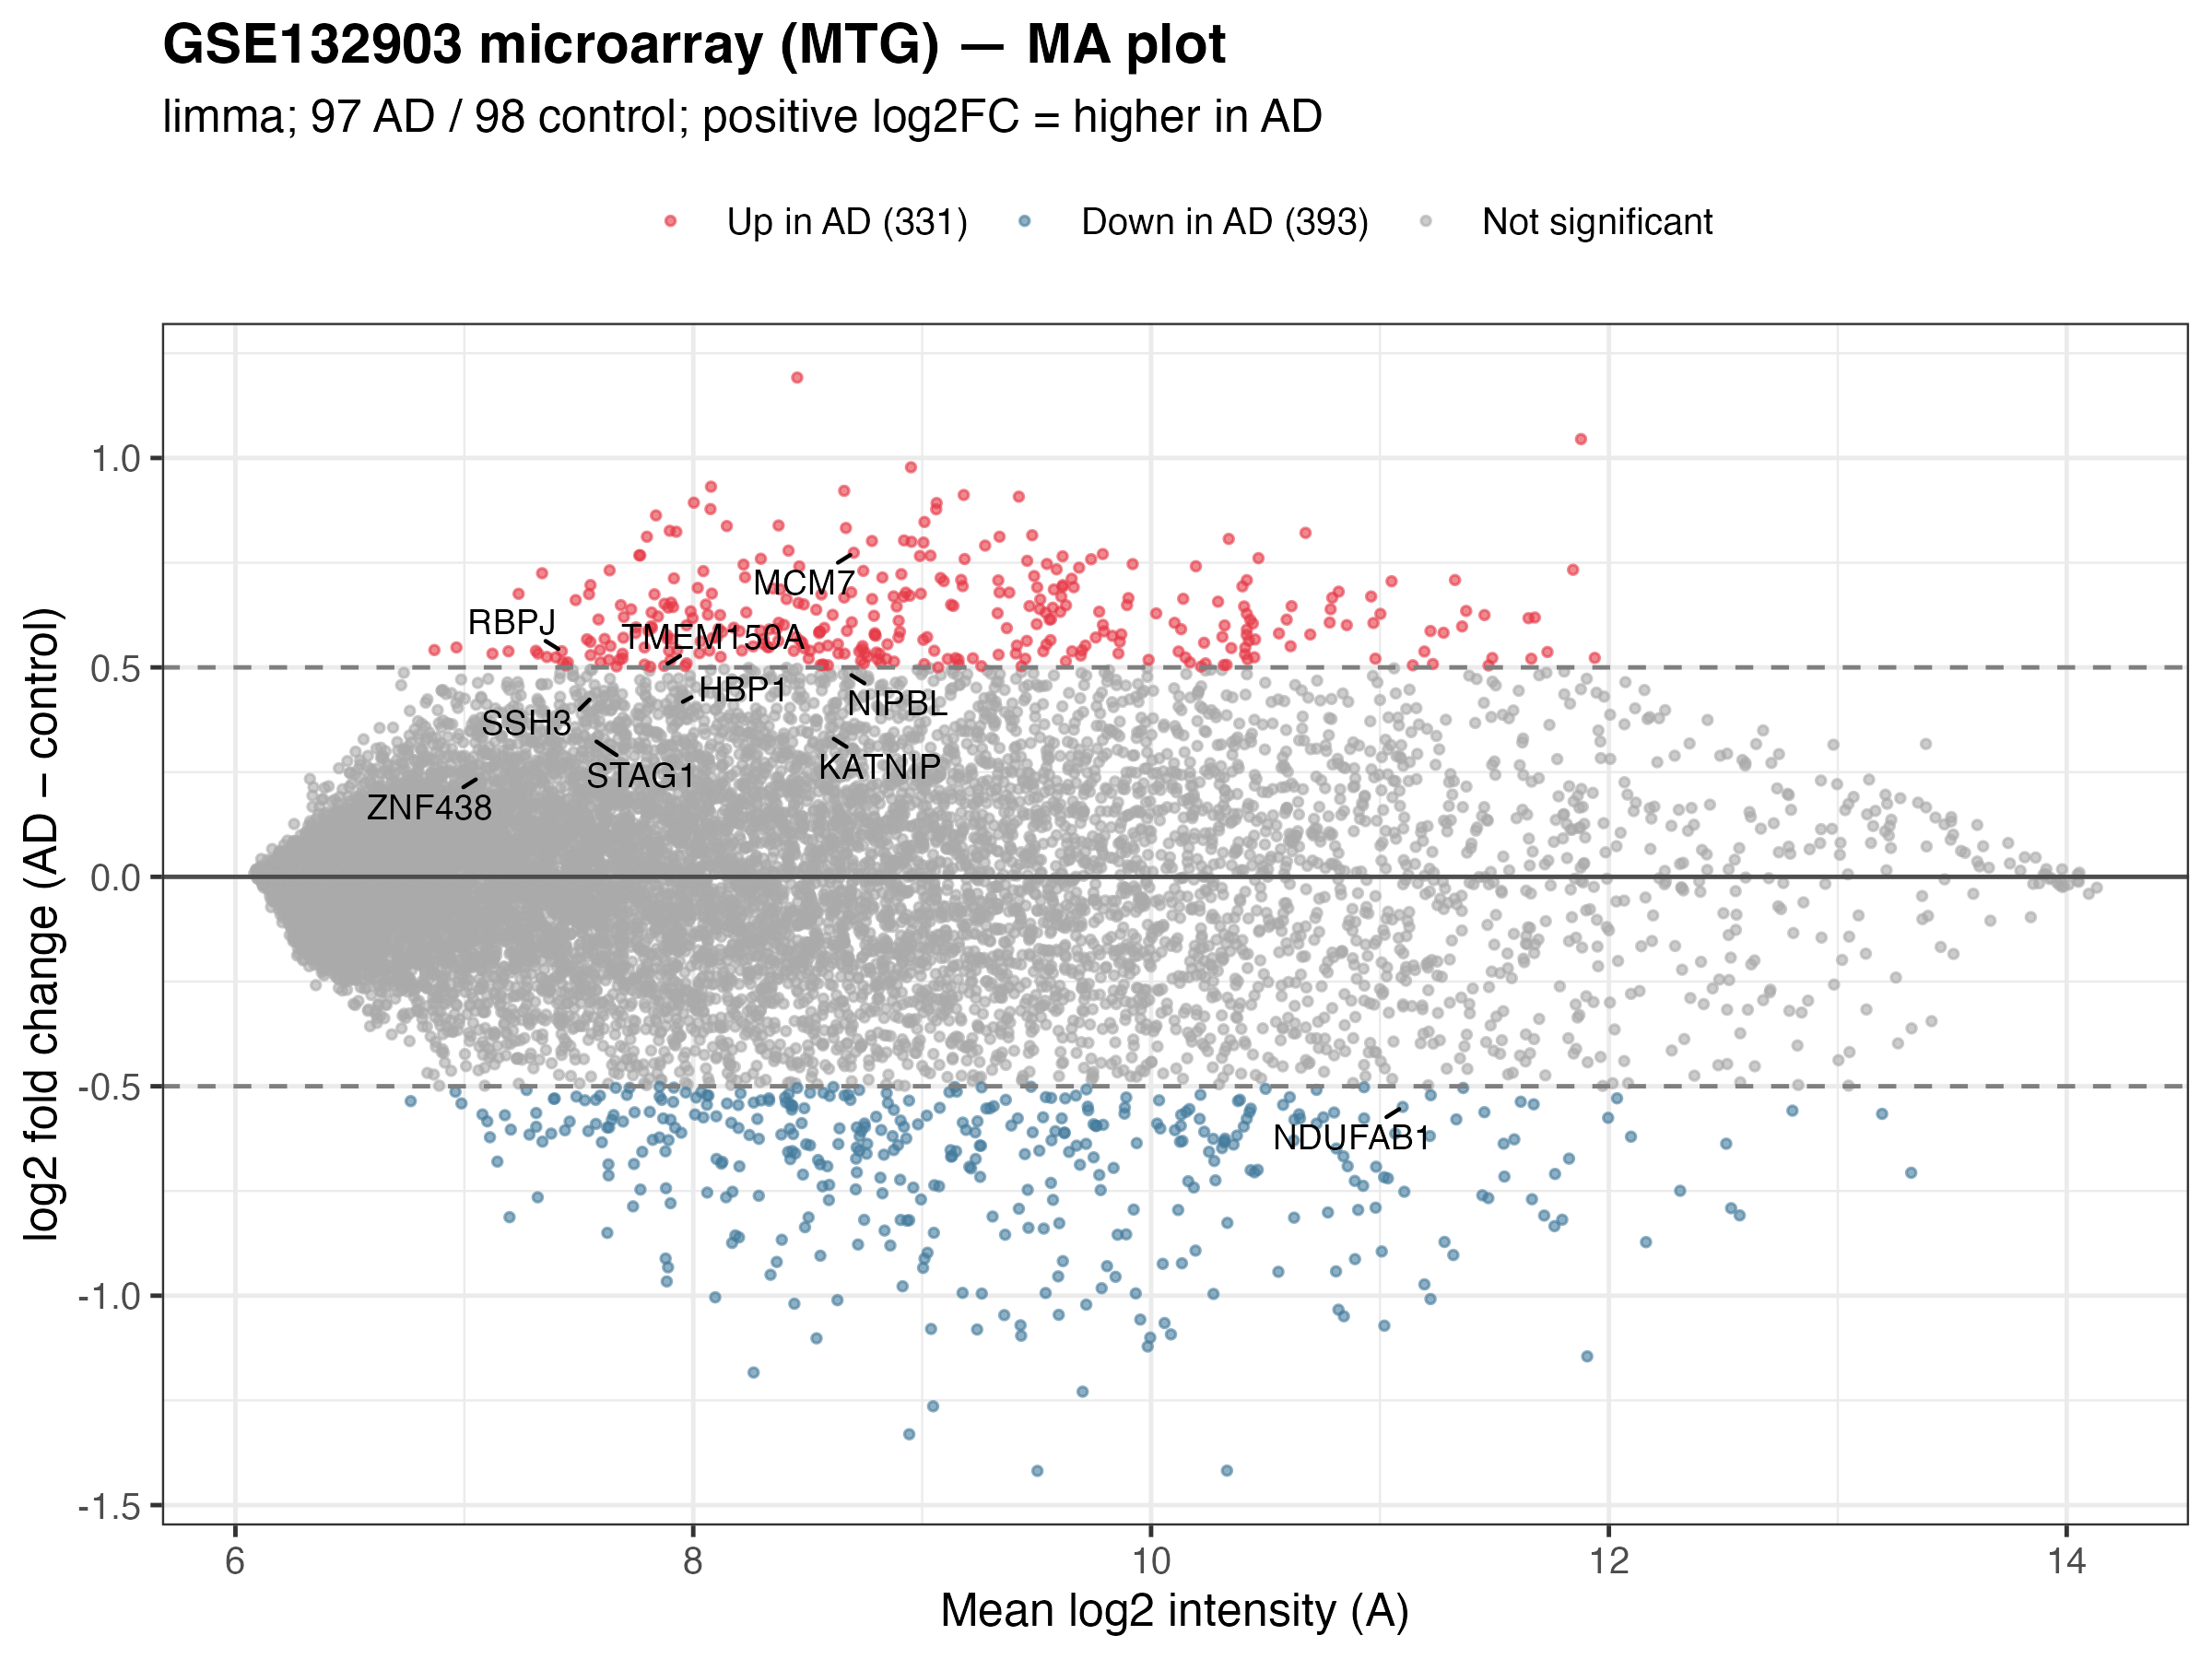 GSE132903 microarray (MTG) — MA plot
limma; 97 AD / 98 control; positive log2FC = higher in AD
Up in AD (331) Down in AD (393) Not significant
log2 fold change (AD − control)
1.0
0.5
0.0
-0.5
-1.0
-1.5
MCM7
RBPJ
TMEM150A
HBP1
NIPBL
SSH3
KATNIP
STAG1
ZNF438
NDUFAB1
6 8 10 12 14
Mean log2 intensity (A)